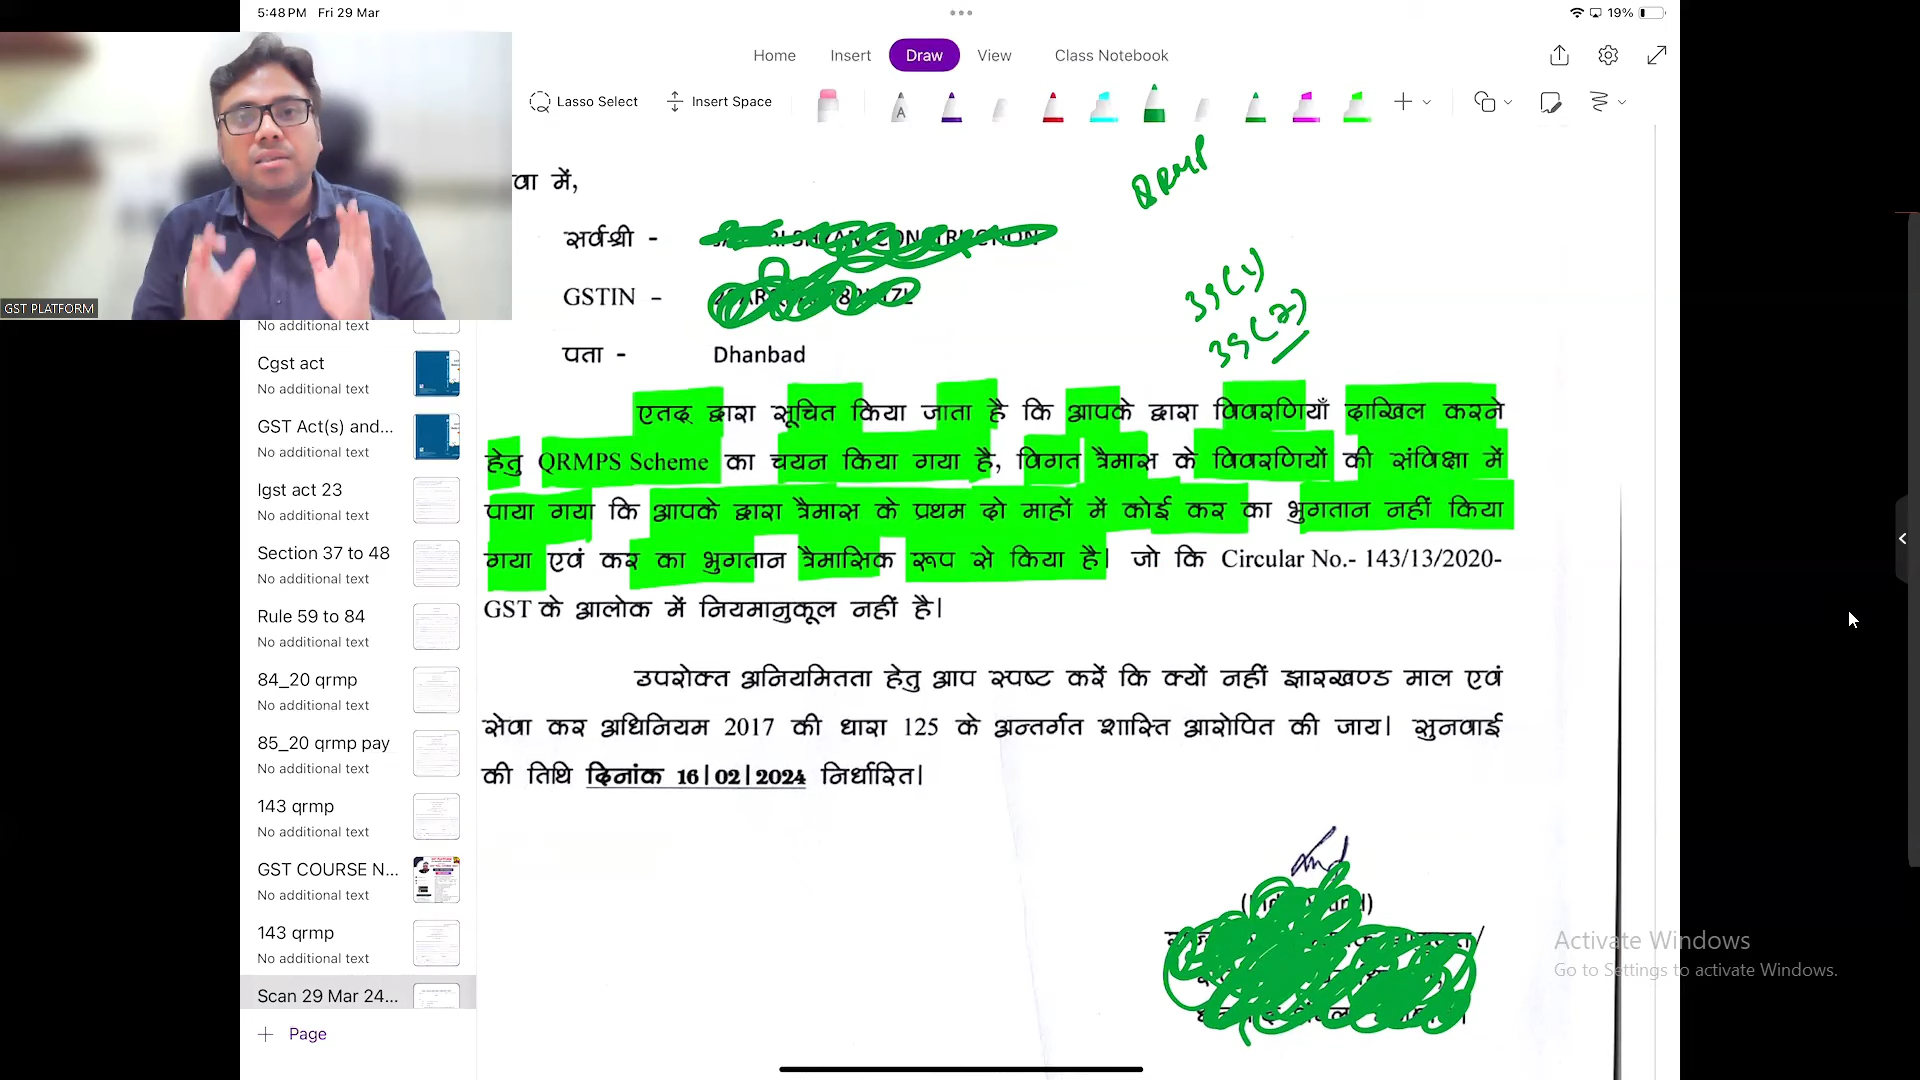 5:48 PM Fri 29 Mar
19%
Home Insert Draw View Class Notebook
Lasso Select Insert Space
GST PLATFORM
No additional text
Cgst act
No additional text
GST Act(s) and...
No additional text
Igst act 23
No additional text
Section 37 to 48
No additional text
Rule 59 to 84
No additional text
84_20 qrmp
No additional text
85_20 qrmp pay
No additional text
143 qrmp
No additional text
GST COURSE N...
No additional text
143 qrmp
No additional text
Scan 29 Mar 24...
Page
QRMP
वा में,
सर्वश्री -
39(1)
GSTIN -
39(7)
पता - Dhanbad
एतद् द्वारा सूचित किया जाता है कि आपके द्वारा विवरणियाँ दाखिल करने
हेतु QRMPS Scheme का चयन किया गया है, विगत त्रैमास के विवरणियों की संविक्षा में
पाया गया कि आपके द्वारा त्रैमास के प्रथम दो माहों में कोई कर का भुगतान नहीं किया
गया एवं कर का भुगतान त्रैमासिक रूप से किया है। जो कि Circular No.- 143/13/2020-
GST के आलोक में नियमानुकूल नहीं है।
उपरोक्त अनियमितता हेतु आप स्पष्ट करें कि क्यों नहीं झारखण्ड माल एवं
सेवा कर अधिनियम 2017 की धारा 125 के अन्तर्गत शास्ति आरोपित की जाय। सुनवाई
की तिथि दिनांक 16|02|2024 निर्धारित।
Activate Windows
Go to Settings to activate Windows.